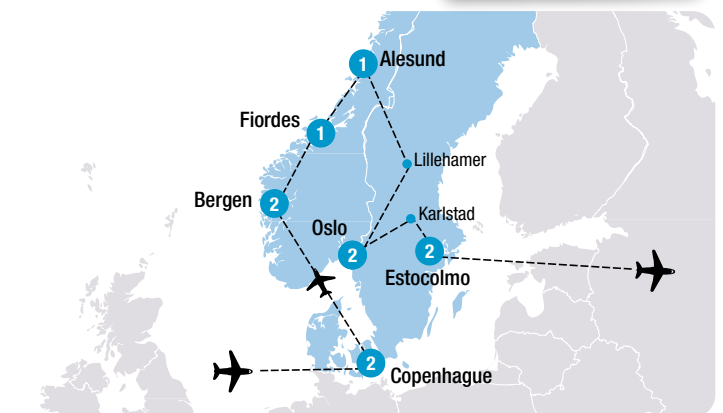 1 Alesund
Fiordes 1
Lillehamer
Bergen 2
Karlstad
Oslo
2
2
Estocolmo
2
Copenhague